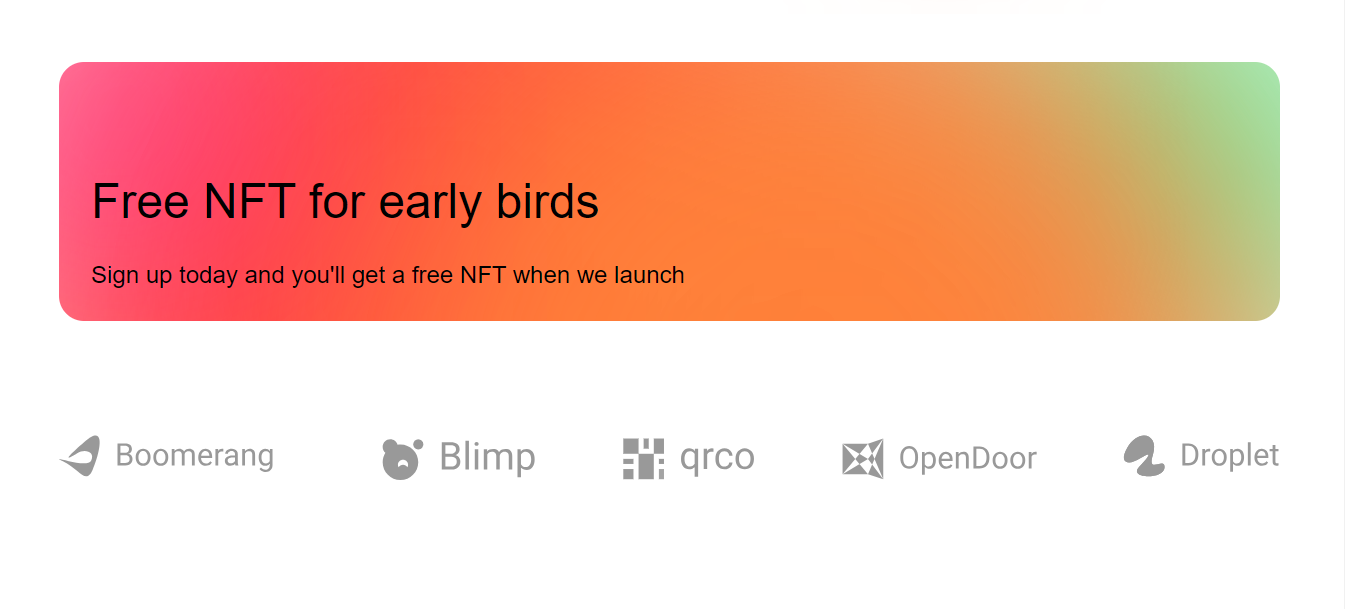 Free NFT for early birds
Sign up today and you'll get a free NFT when we launch
Boomerang Blimp qrco OpenDoor Droplet